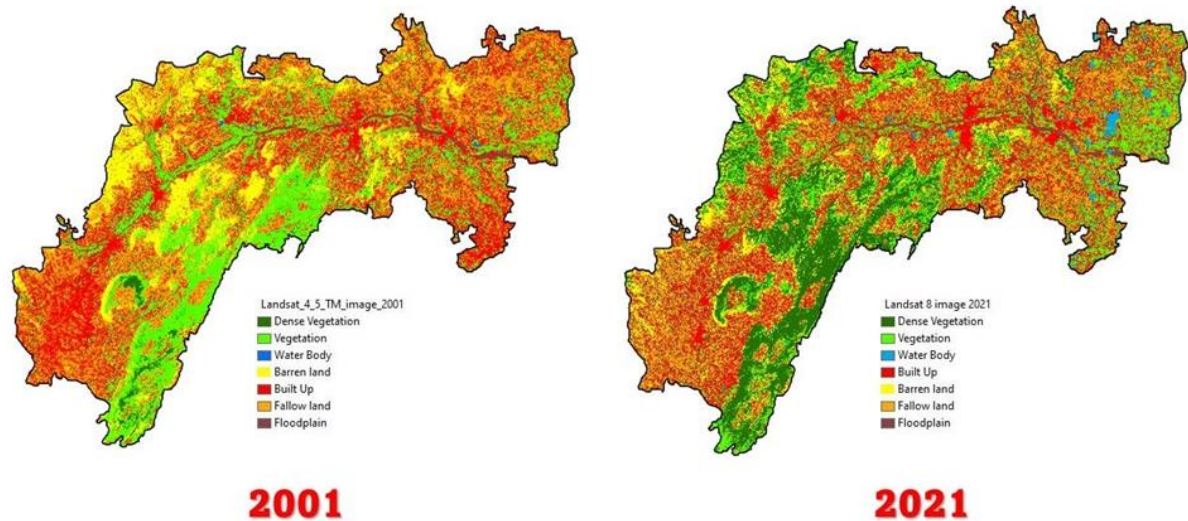 Landsat_4_5_TM_image_2001
Dense Vegetation
Vegetation
Water Body
Barren land
Built Up
Fallow land
Floodplain
2001
Landsat 8 image 2021
Dense Vegetation
Vegetation
Water Body
Built Up
Barren land
Fallow land
Floodplain
2021